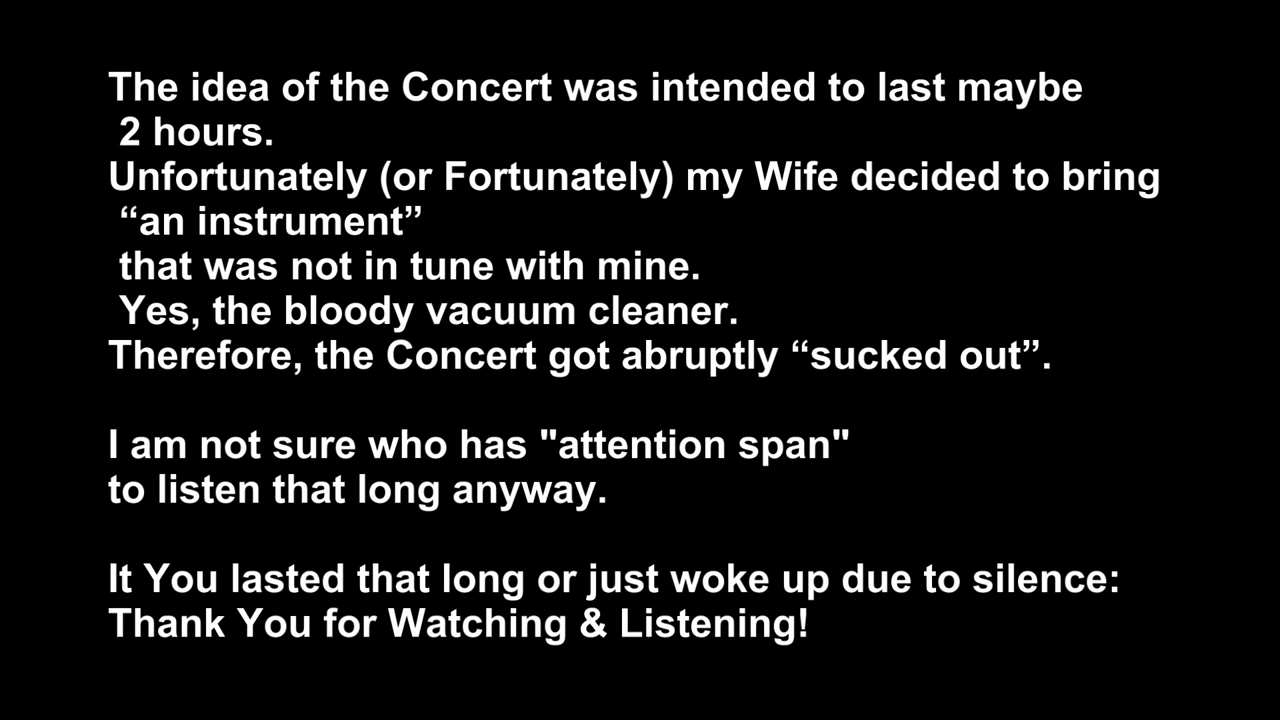 The idea of the Concert was intended to last maybe
2 hours.
Unfortunately (or Fortunately) my Wife decided to bring
“an instrument”
that was not in tune with mine.
Yes, the bloody vacuum cleaner.
Therefore, the Concert got abruptly “sucked out”.
I am not sure who has "attention span"
to listen that long anyway.
It You lasted that long or just woke up due to silence:
Thank You for Watching & Listening!